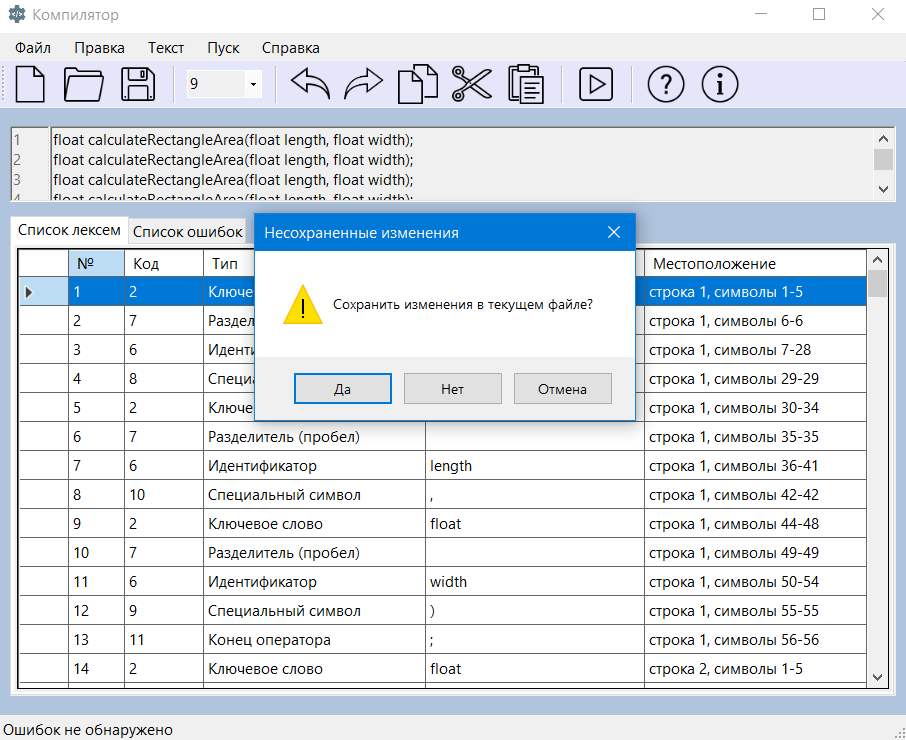 Компилятор
Файл Правка Текст Пуск Справка
9
1 float calculateRectangleArea(float length, float width);
2 float calculateRectangleArea(float length, float width);
3 float calculateRectangleArea(float length, float width);
4 float calculateRectangleArea(float length, float width);
Список лексем Список ошибок
Несохраненные изменения
Сохранить изменения в текущем файле?
Да Нет Отмена
№ Код Тип Местоположение
1 2 Ключе строка 1, символы 1-5
2 7 Раздел строка 1, символы 6-6
3 6 Иденти строка 1, символы 7-28
4 8 Специа строка 1, символы 29-29
5 2 Ключе строка 1, символы 30-34
6 7 Разделитель (пробел) строка 1, символы 35-35
7 6 Идентификатор length строка 1, символы 36-41
8 10 Специальный символ , строка 1, символы 42-42
9 2 Ключевое слово float строка 1, символы 44-48
10 7 Разделитель (пробел) строка 1, символы 49-49
11 6 Идентификатор width строка 1, символы 50-54
12 9 Специальный символ ) строка 1, символы 55-55
13 11 Конец оператора ; строка 1, символы 56-56
14 2 Ключевое слово float строка 2, символы 1-5
Ошибок не обнаружено